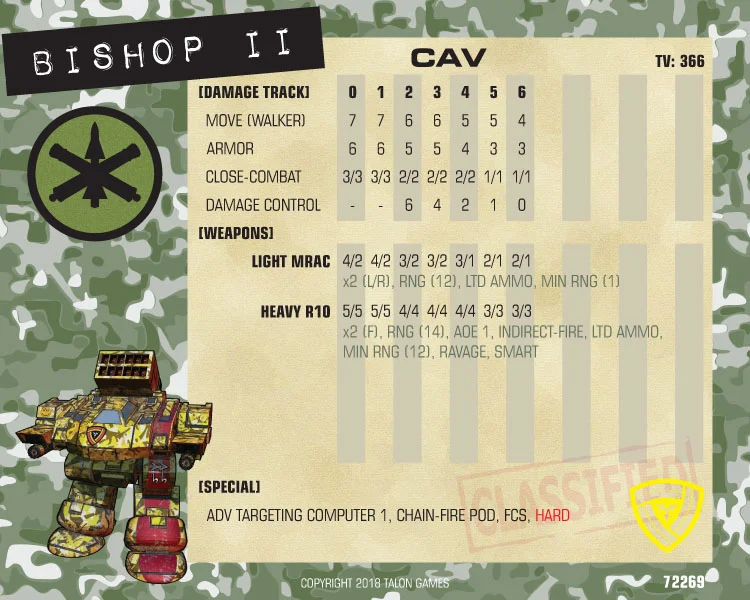 BISHOP II
CAV
TV: 366
[DAMAGE TRACK] 0 1 2 3 4 5 6
MOVE (WALKER) 7 7 6 6 5 5 4
ARMOR 6 6 5 5 4 3 3
CLOSE-COMBAT 3/3 3/3 2/2 2/2 2/2 1/1 1/1
DAMAGE CONTROL - - 6 4 2 1 0
[WEAPONS]
LIGHT MRAC 4/2 4/2 3/2 3/2 3/1 2/1 2/1
x2 (L/R), RNG (12), LTD AMMO, MIN RNG (1)
HEAVY R10 5/5 5/5 4/4 4/4 4/4 3/3 3/3
x2 (F), RNG (14), AOE 1, INDIRECT-FIRE, LTD AMMO,
MIN RNG (12), RAVAGE, SMART
CLASSIFIED
[SPECIAL]
ADV TARGETING COMPUTER 1, CHAIN-FIRE POD, FCS, HARD
COPYRIGHT 2018 TALON GAMES
72269